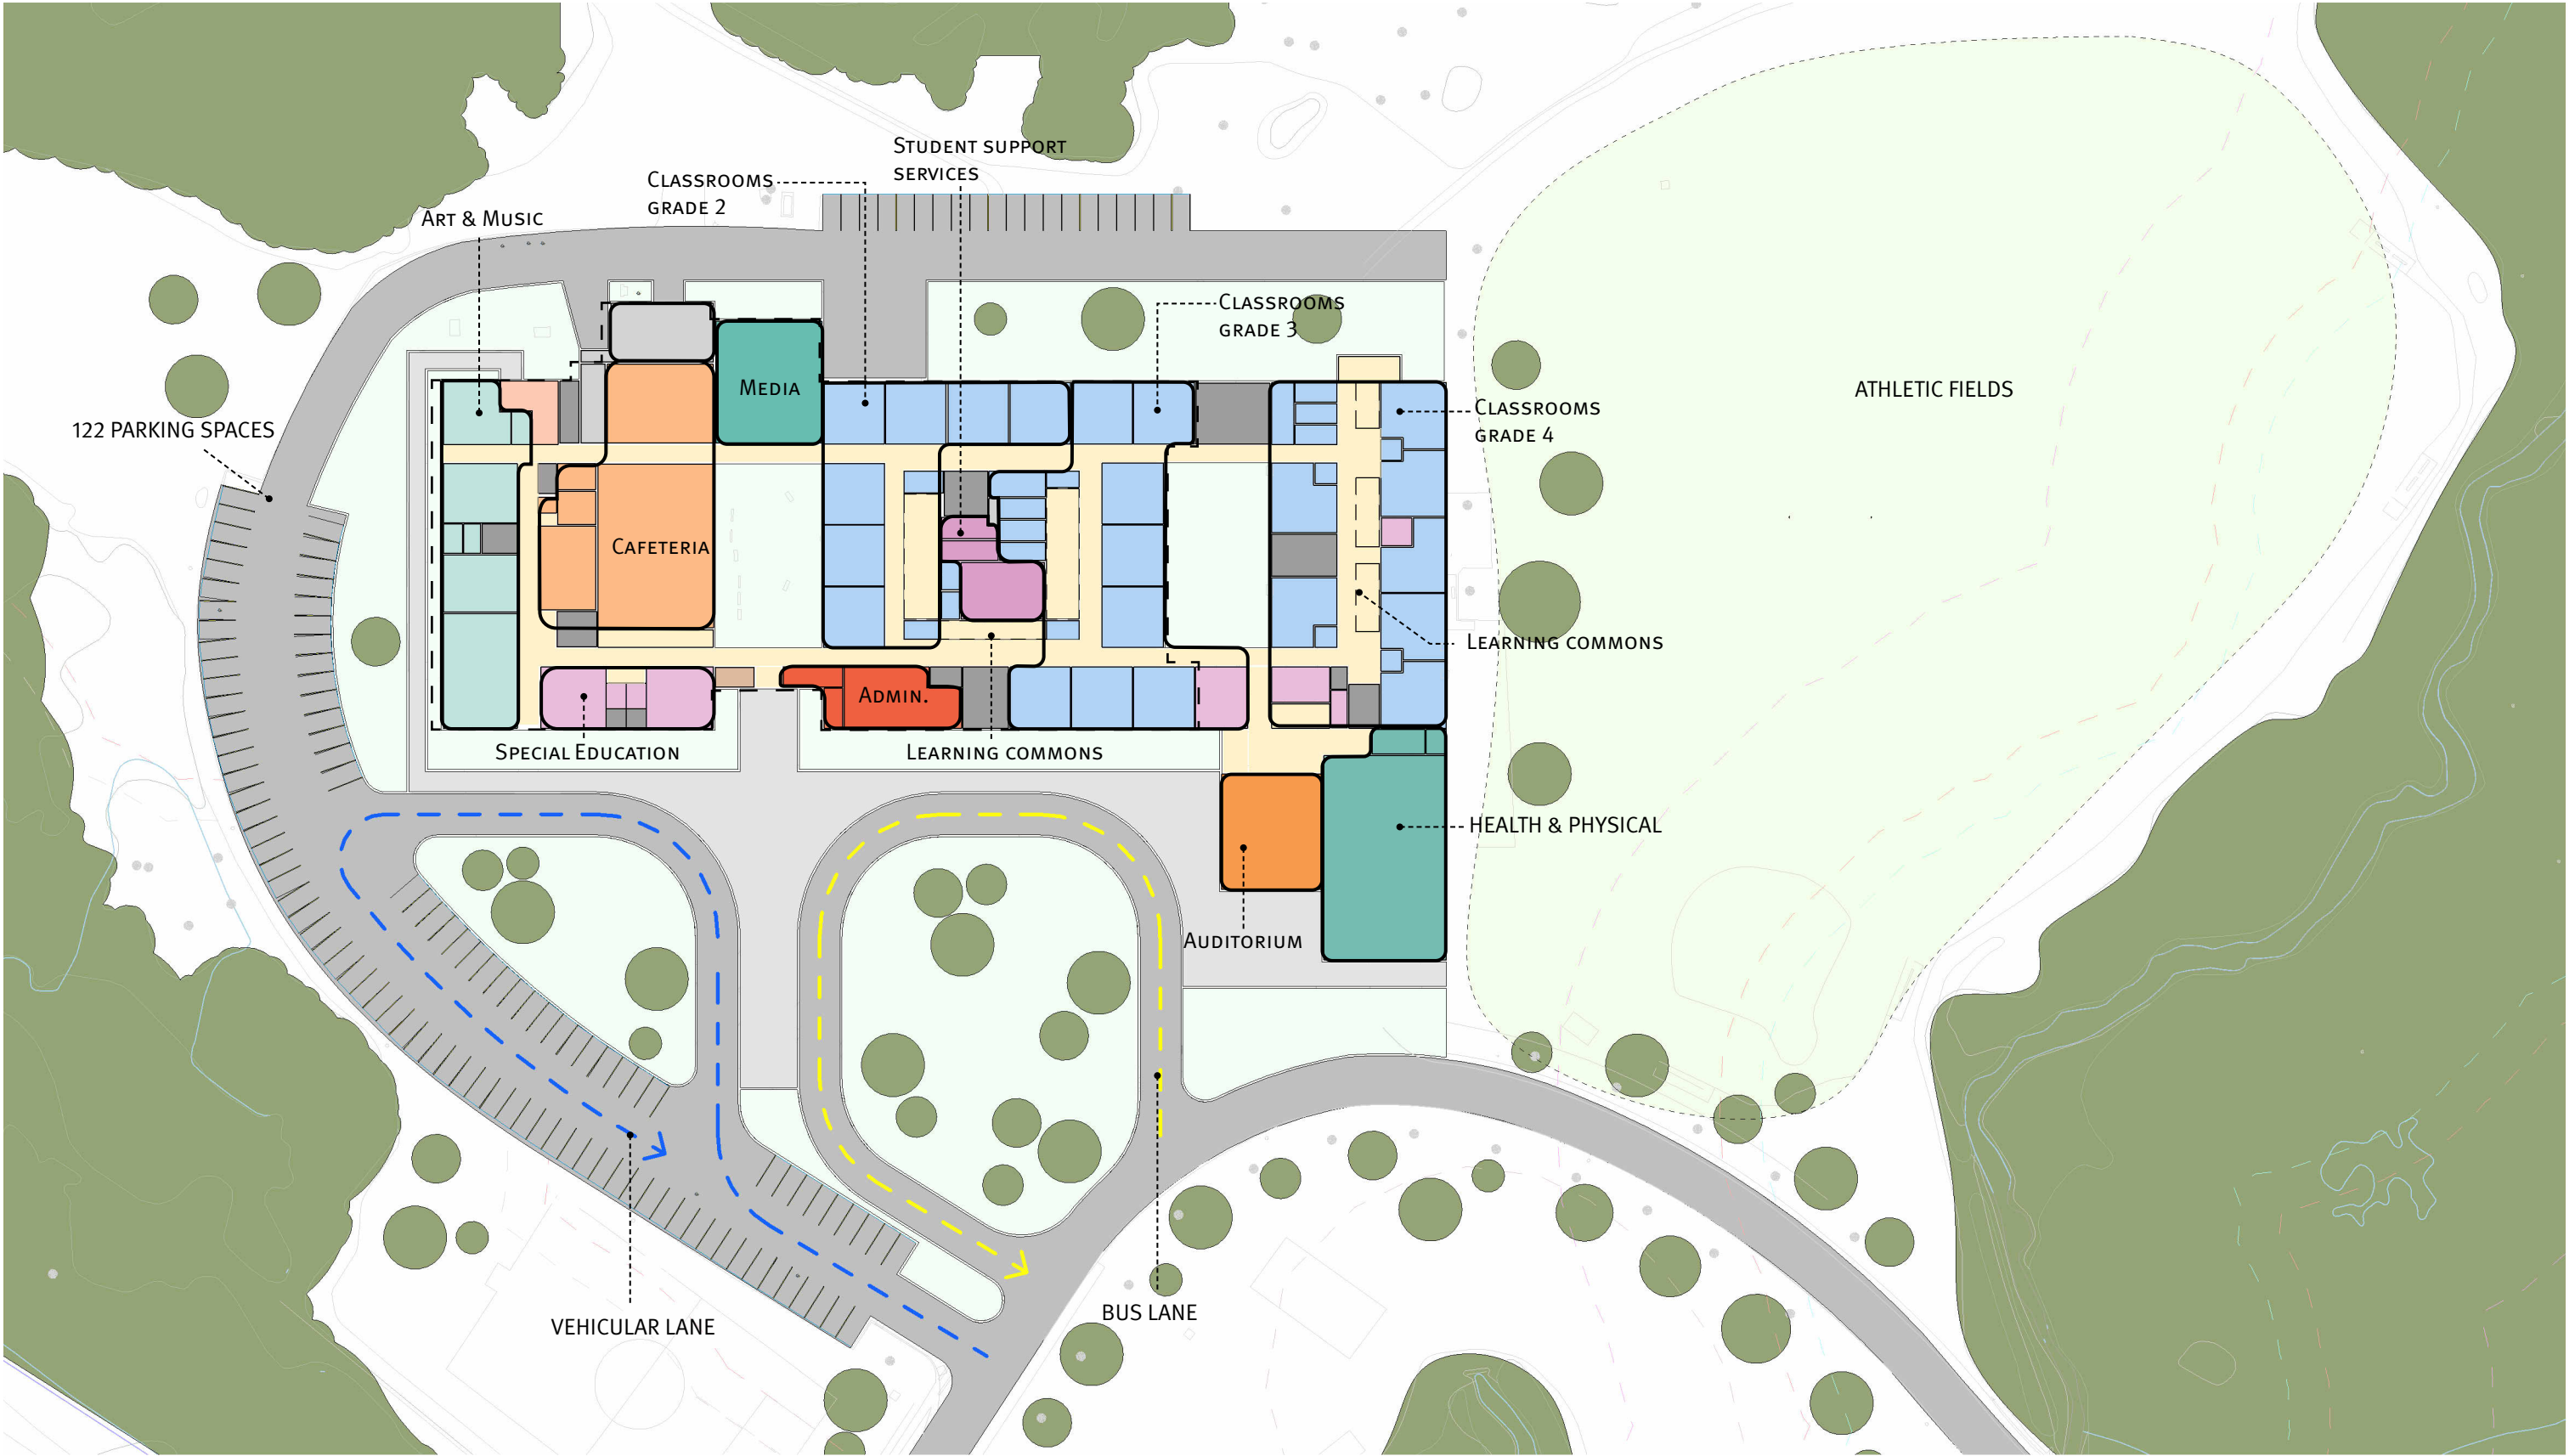 STUDENT SUPPORT
SERVICES
CLASSROOMS
GRADE 2
ART & MUSIC
CLASSROOMS
GRADE 3
MEDIA
ATHLETIC FIELDS
CLASSROOMS
GRADE 4
122 PARKING SPACES
CAFETERIA
LEARNING COMMONS
ADMIN.
SPECIAL EDUCATION
LEARNING COMMONS
HEALTH & PHYSICAL
AUDITORIUM
BUS LANE
VEHICULAR LANE